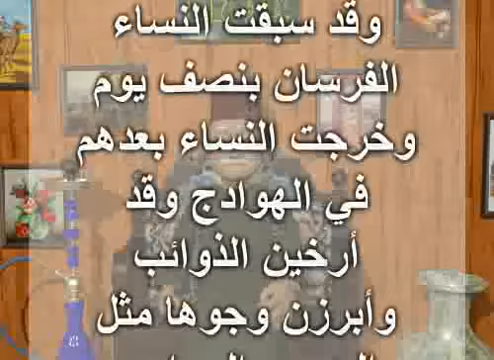 وقد سبقت النساء
الفرسان بنصف يوم
وخرجت النساء بعدهم
في الهوادج وقد
أرخين الذوائب
وأبرزن وجوها مثل